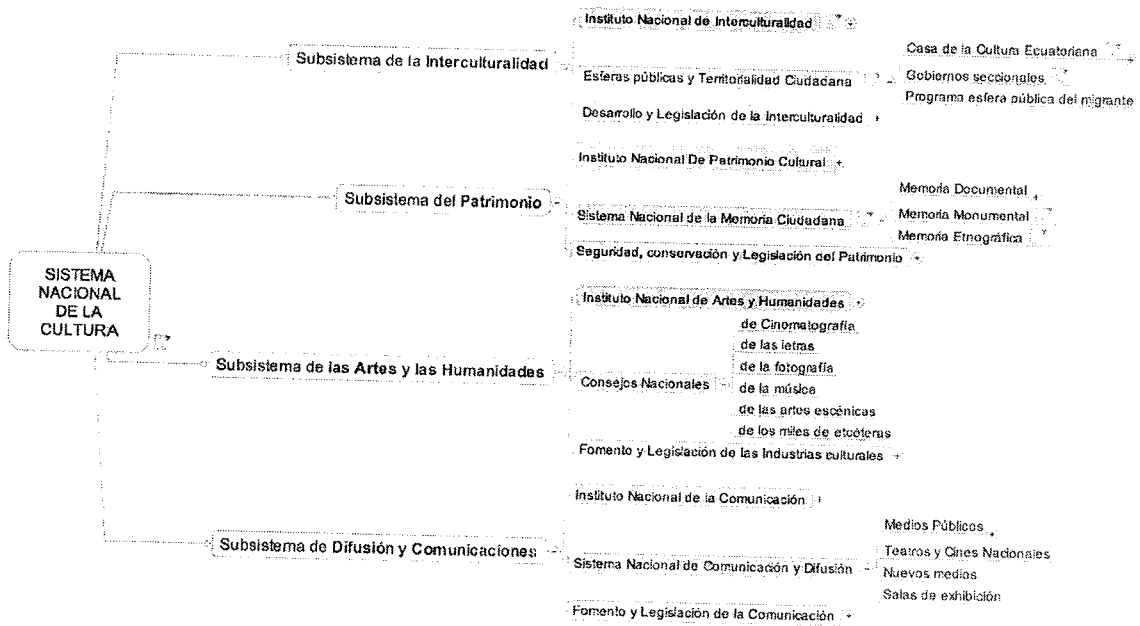 SISTEMA
NACIONAL
DE LA
CULTURA
Subsistema de la Interculturalidad
Instituto Nacional de Interculturalidad
Esferas públicas y Territorialidad Ciudadana
Casa de la Cultura Ecuatoriana
Gobiernos seccionales
Programa esfera pública del migrante
Desarrollo y Legislación de la Interculturalidad
Subsistema del Patrimonio
Instituto Nacional De Patrimonio Cultural
Sistema Nacional de la Memoria Ciudadana
Memoria Documental
Memoria Monumental
Memoria Etnográfica
Seguridad, conservación y Legislación del Patrimonio
Subsistema de las Artes y las Humanidades
Instituto Nacional de Artes y Humanidades
Consejos Nacionales
de Cinematografía
de las letras
de la fotografía
de la música
de las artes escénicas
de los miles de etcéteras
Fomento y Legislación de las Industrias culturales
Subsistema de Difusión y Comunicaciones
Instituto Nacional de la Comunicación
Sistema Nacional de Comunicación y Difusión
Medios Públicos
Teatros y Cines Nacionales
Nuevos medios
Salas de exhibición
Fomento y Legislación de la Comunicación